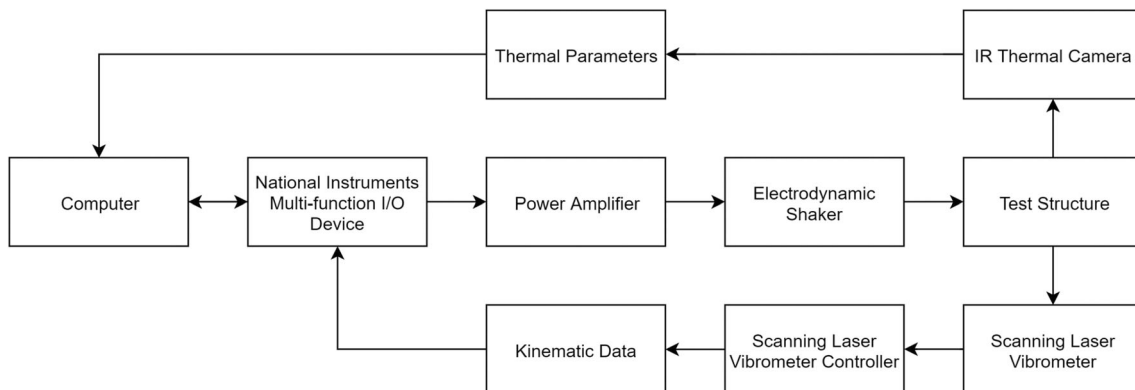 Thermal Parameters
IR Thermal Camera
Computer
National Instruments
Multi-function I/O
Device
Power Amplifier
Electrodynamic
Shaker
Test Structure
Kinematic Data
Scanning Laser
Vibrometer Controller
Scanning Laser
Vibrometer